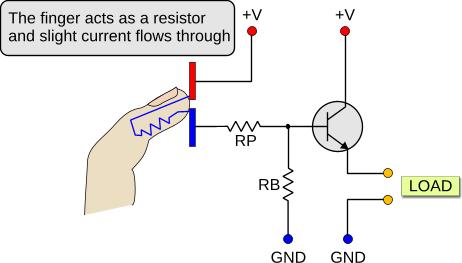 The finger acts as a resistor
and slight current flows through
+V
+V
RP
RB
LOAD
GND
GND